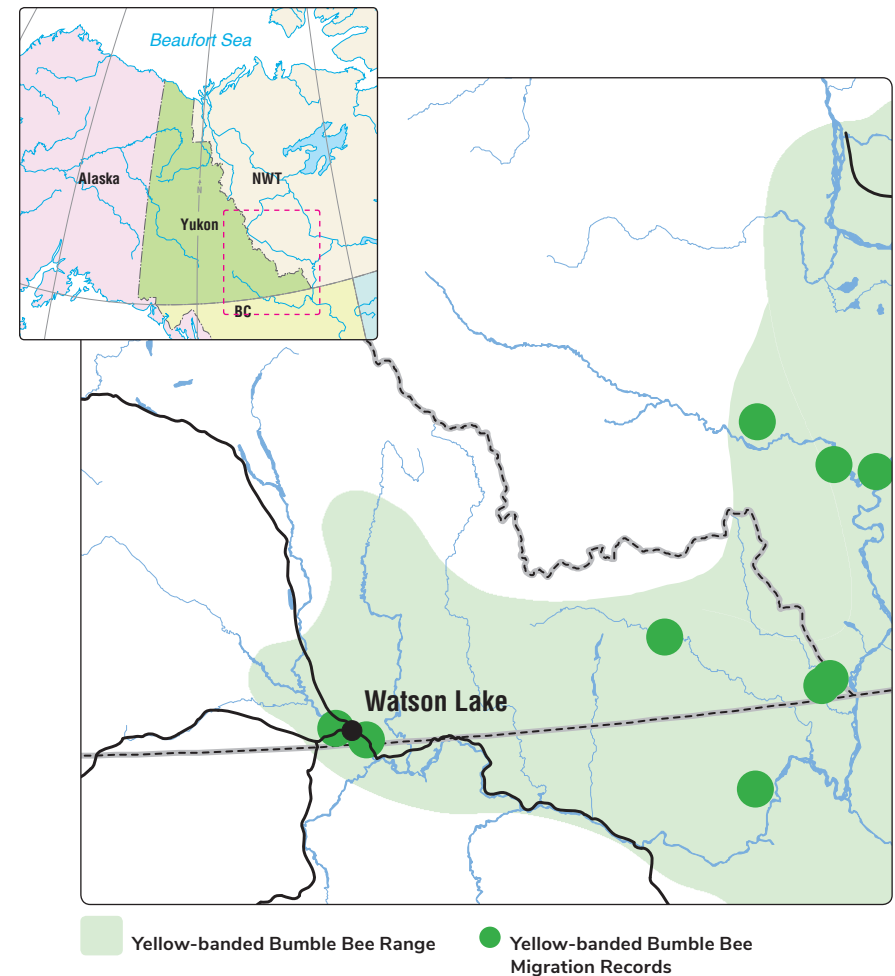 Beaufort Sea
Alaska
NWT
Yukon
BC
Watson Lake
Yellow-banded Bumble Bee Range
Yellow-banded Bumble Bee
Migration Records